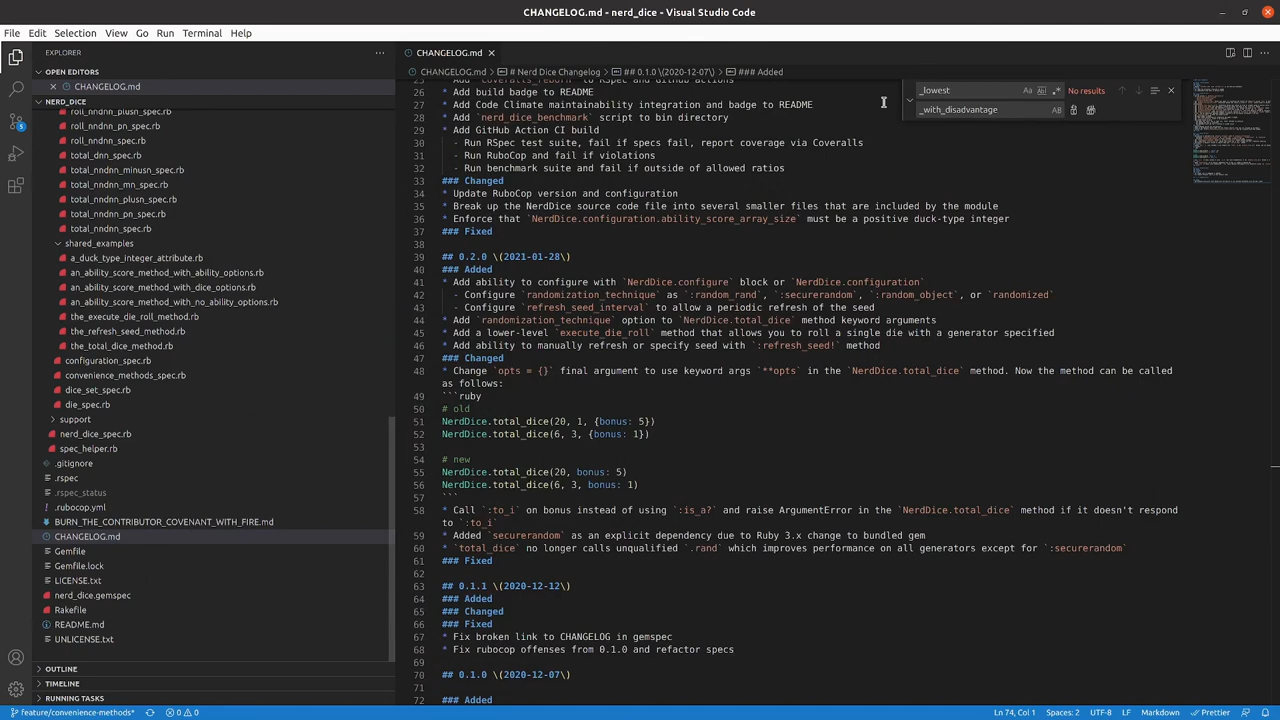 CHANGELOG.md - nerd_dice - Visual Studio Code
File Edit Selection View Go Run Terminal Help
EXPLORER
OPEN EDITORS
CHANGELOG.md
NERD_DICE
roll_nndnn_plusn_spec.rb
roll_nndnn_pn_spec.rb
roll_nndnn_spec.rb
total_dnn_spec.rb
total_nndnn_minusn_spec.rb
total_nndnn_mn_spec.rb
total_nndnn_plusn_spec.rb
total_nndnn_pn_spec.rb
total_nndnn_spec.rb
shared_examples
a_duck_type_integer_attribute.rb
an_ability_score_method_with_ability_options.rb
an_ability_score_method_with_dice_options.rb
an_ability_score_method_with_no_ability_options.rb
the_execute_die_roll_method.rb
the_refresh_seed_method.rb
the_total_dice_method.rb
configuration_spec.rb
convenience_methods_spec.rb
dice_set_spec.rb
die_spec.rb
support
nerd_dice_spec.rb
spec_helper.rb
.gitignore
.rspec
.rspec_status
.rubocop.yml
BURN_THE_CONTRIBUTOR_COVENANT_WITH_FIRE.md
CHANGELOG.md
Gemfile
Gemfile.lock
LICENSE.txt
nerd_dice.gemspec
Rakefile
README.md
UNLICENSE.txt
OUTLINE
TIMELINE
RUNNING TASKS
5
CHANGELOG.md
CHANGELOG.md > # Nerd Dice Changelog > ## 0.1.0 \(2020-12-07\) > ### Added
_lowest Aa ab .* No results
_with_disadvantage AB
25 * Add `coveralls_reborn` to RSpec and GitHub actions
26 * Add build badge to README
27 * Add Code Climate maintainability integration and badge to README
28 * Add `nerd_dice_benchmark` script to bin directory
29 * Add GitHub Action CI build
30 - Run RSpec test suite, fail if specs fail, report coverage via Coveralls
31 - Run RuboCop and fail if violations
32 - Run benchmark suite and fail if outside of allowed ratios
33 ### Changed
34 * Update RuboCop version and configuration
35 * Break up the NerdDice source code file into several smaller files that are included by the module
36 * Enforce that `NerdDice.configuration.ability_score_array_size` must be a positive duck-type integer
37 ### Fixed
38
39 ## 0.2.0 \(2021-01-28\)
40 ### Added
41 * Add ability to configure with `NerdDice.configure` block or `NerdDice.configuration`
42 - Configure `randomization_technique` as `:random_rand`, `:securerandom`, `:random_object`, or `randomized`
43 - Configure `refresh_seed_interval` to allow a periodic refresh of the seed
44 * Add `randomization_technique` option to `NerdDice.total_dice` method keyword arguments
45 * Add a lower-level `execute_die_roll` method that allows you to roll a single die with a generator specified
46 * Add ability to manually refresh or specify seed with `:refresh_seed!` method
47 ### Changed
48 * Change `opts = {}` final argument to use keyword args `**opts` in the `NerdDice.total_dice` method. Now the method can be called
as follows:
49 ```ruby
50 # old
51 NerdDice.total_dice(20, 1, {bonus: 5})
52 NerdDice.total_dice(6, 3, {bonus: 1})
53
54 # new
55 NerdDice.total_dice(20, bonus: 5)
56 NerdDice.total_dice(6, 3, bonus: 1)
57 ```
58 * Call `:to_i` on bonus instead of using `:is_a?` and raise ArgumentError in the `NerdDice.total_dice` method if it doesn't respond
to `:to_i`
59 * Added `securerandom` as an explicit dependency due to Ruby 3.x change to bundled gem
60 * `total_dice` no longer calls unqualified `.rand` which improves performance on all generators except for `:securerandom`
61 ### Fixed
62
63 ## 0.1.1 \(2020-12-12\)
64 ### Added
65 ### Changed
66 ### Fixed
67 * Fix broken link to CHANGELOG in gemspec
68 * Fix rubocop offenses from 0.1.0 and refactor specs
69
70 ## 0.1.0 \(2020-12-07\)
71
72 ### Added
feature/convenience-methods* 0 0 Ln 74, Col 1 Spaces: 2 UTF-8 LF Markdown Prettier